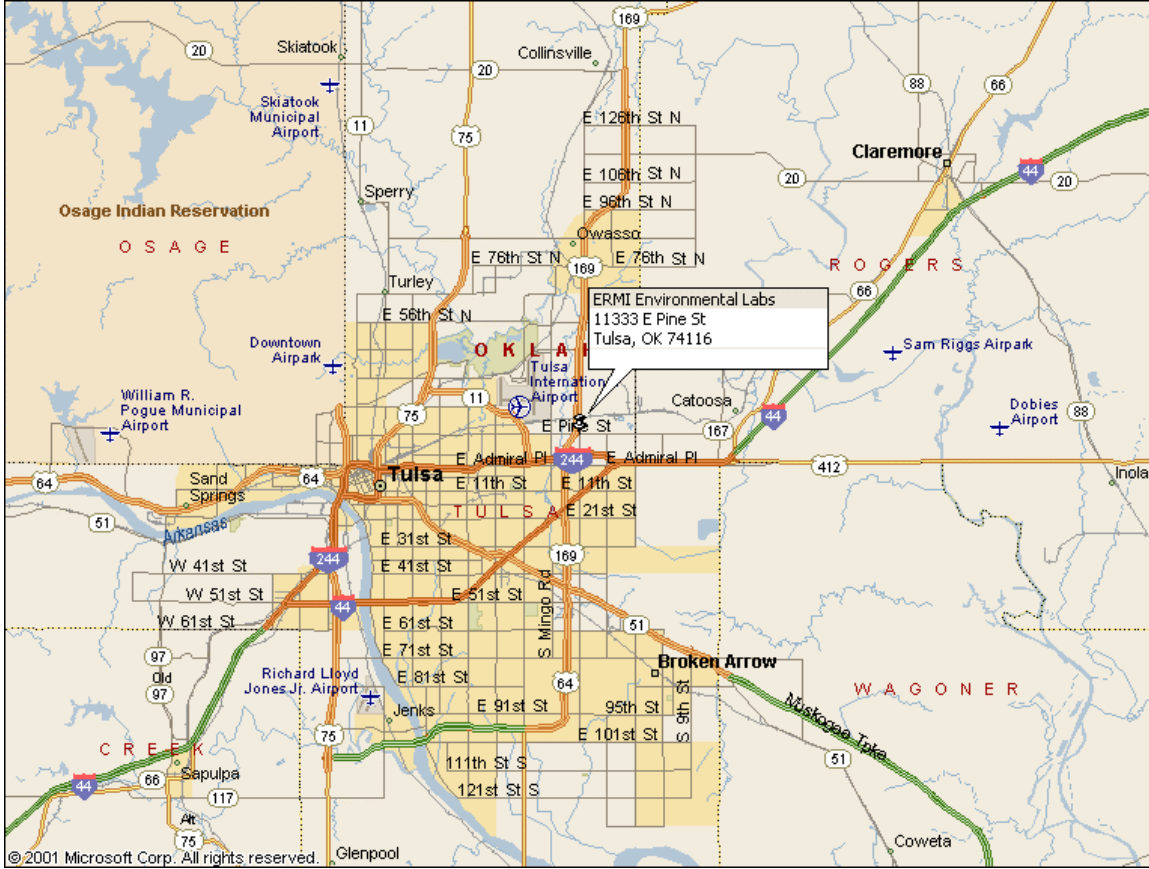 169
Skiatook
Collinsville
20
20
88
66
Skiatook
Municipal
Airport
11
75
E 126th St N
Claremore
E 106th St N
20
44
20
Sperry
E 96th St N
Osage Indian Reservation
O S A G E
Owasso
E 76th St N
E 76th St N
169
R O G E R S
Turley
66
ERMI Environmental Labs
11333 E Pine St
Tulsa, OK 74116
E 56th St N
Downtown
Airpark
O K L A H
Sam Riggs Airpark
Tulsa
Internation
Airport
William R.
Pogue Municipal
Airport
11
75
Catoosa
44
Dobies
Airport
88
E Pine St
167
E Admiral Pl
244
E Admiral Pl
412
64
Sand
Springs
64
Tulsa
E 11th St
E 11th St
Inola
51
Arkansas
T U L S A
E 21st St
E 31st St
244
W 41st St
E 41st St
169
W 51st St
E 51st St
44
S Mingo Rd
W 61st St
E 61st St
51
97
E 71st St
Old
97
Richard Lloyd
Jones Jr. Airport
E 81st St
64
Broken Arrow
S 9th St
W A G O N E R
Muskogee Tpke
Jenks
E 91st St
95th St
75
E 101st St
C R E E K
66
Sapulpa
111th St S
51
44
117
121st St S
Alt
75
Coweta
Glenpool
© 2001 Microsoft Corp. All rights reserved.